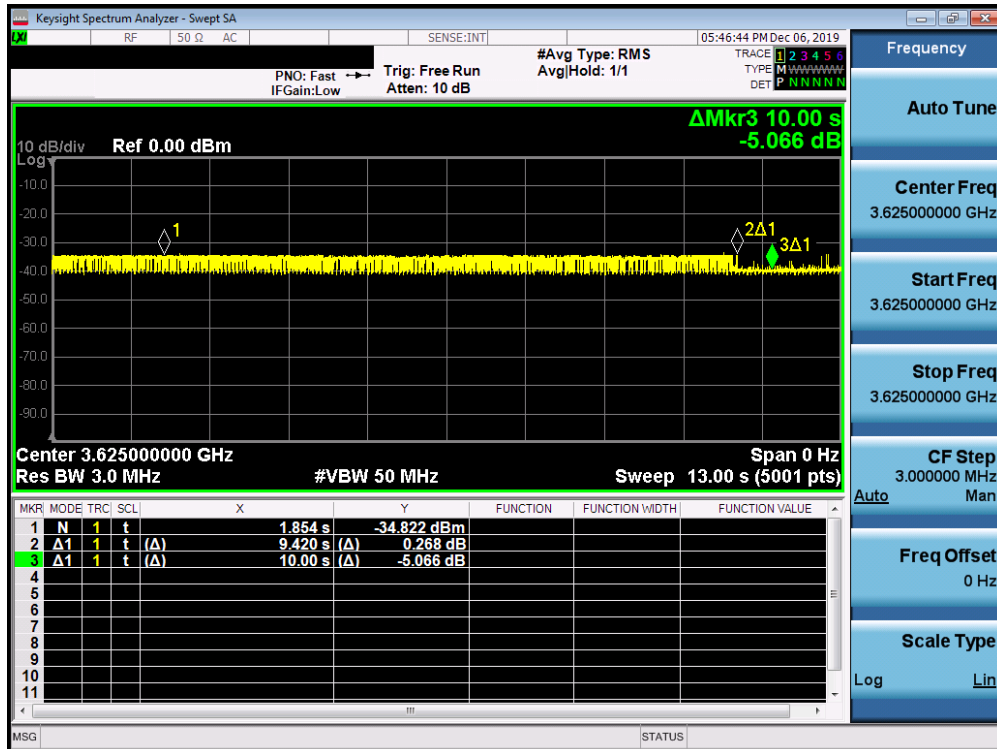 Keysight Spectrum Analyzer - Swept SA
LXI RF 50 Ω AC SENSE:INT 05:46:44 PM Dec 06, 2019
PNO: Fast
IFGain:Low
Trig: Free Run
Atten: 10 dB
#Avg Type: RMS
Avg|Hold: 1/1
TRACE 1 2 3 4 5 6
TYPE M WWWWW
DET P N N N N N
ΔMkr3 10.00 s
-5.066 dB
10 dB/div Ref 0.00 dBm
Log
-10.0
-20.0
-30.0
-40.0
-50.0
-60.0
-70.0
-80.0
-90.0
1
2Δ1
3Δ1
Center 3.625000000 GHz Span 0 Hz
Res BW 3.0 MHz #VBW 50 MHz Sweep 13.00 s (5001 pts)
MKR MODE TRC SCL X Y FUNCTION FUNCTION WIDTH FUNCTION VALUE
1 N 1 t 1.854 s -34.822 dBm
2 Δ1 1 t (Δ) 9.420 s (Δ) 0.268 dB
3 Δ1 1 t (Δ) 10.00 s (Δ) -5.066 dB
4
5
6
7
8
9
10
11
MSG STATUS
Frequency
Auto Tune
Center Freq
3.625000000 GHz
Start Freq
3.625000000 GHz
Stop Freq
3.625000000 GHz
CF Step
3.000000 MHz
Auto Man
Freq Offset
0 Hz
Scale Type
Log Lin